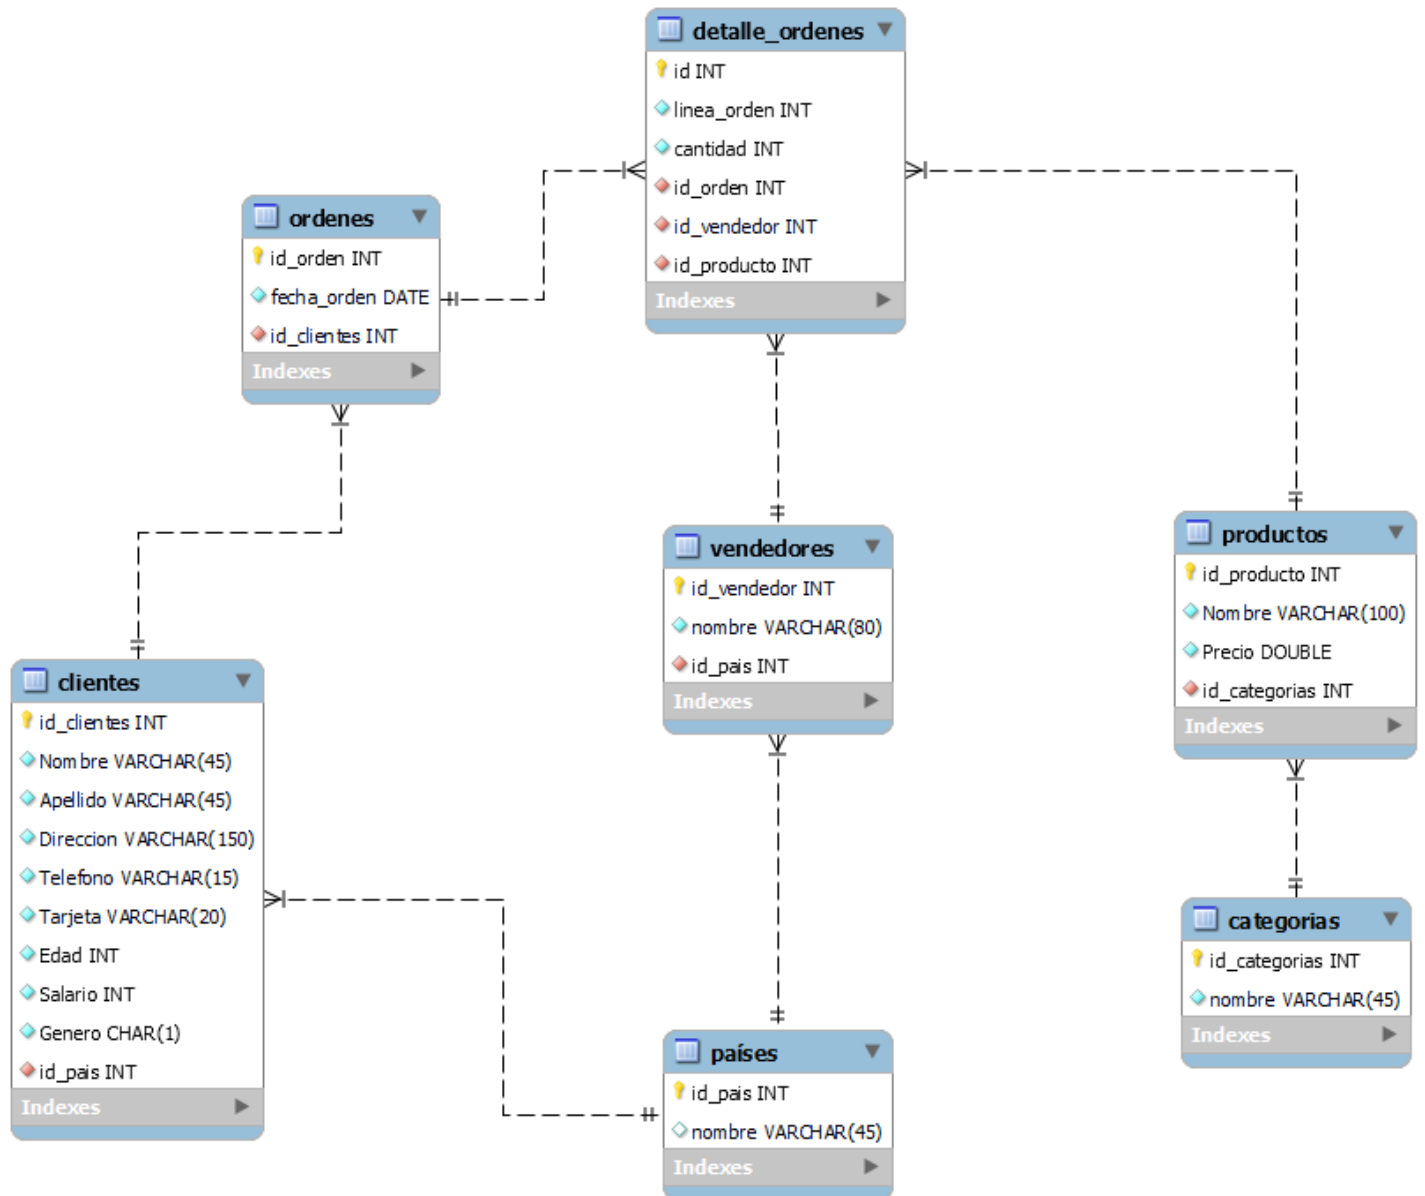 detalle_ordenes
id INT
linea_orden INT
cantidad INT
id_orden INT
id_vendedor INT
id_producto INT
Indexes
ordenes
id_orden INT
fecha_orden DATE
id_clientes INT
Indexes
vendedores
id_vendedor INT
nombre VARCHAR(80)
id_pais INT
Indexes
productos
id_producto INT
Nombre VARCHAR(100)
Precio DOUBLE
id_categorias INT
Indexes
clientes
id_clientes INT
Nombre VARCHAR(45)
Apellido VARCHAR(45)
Direccion VARCHAR(150)
Telefono VARCHAR(15)
Tarjeta VARCHAR(20)
Edad INT
Salario INT
Genero CHAR(1)
id_pais INT
Indexes
países
id_pais INT
nombre VARCHAR(45)
Indexes
categorias
id_categorias INT
nombre VARCHAR(45)
Indexes